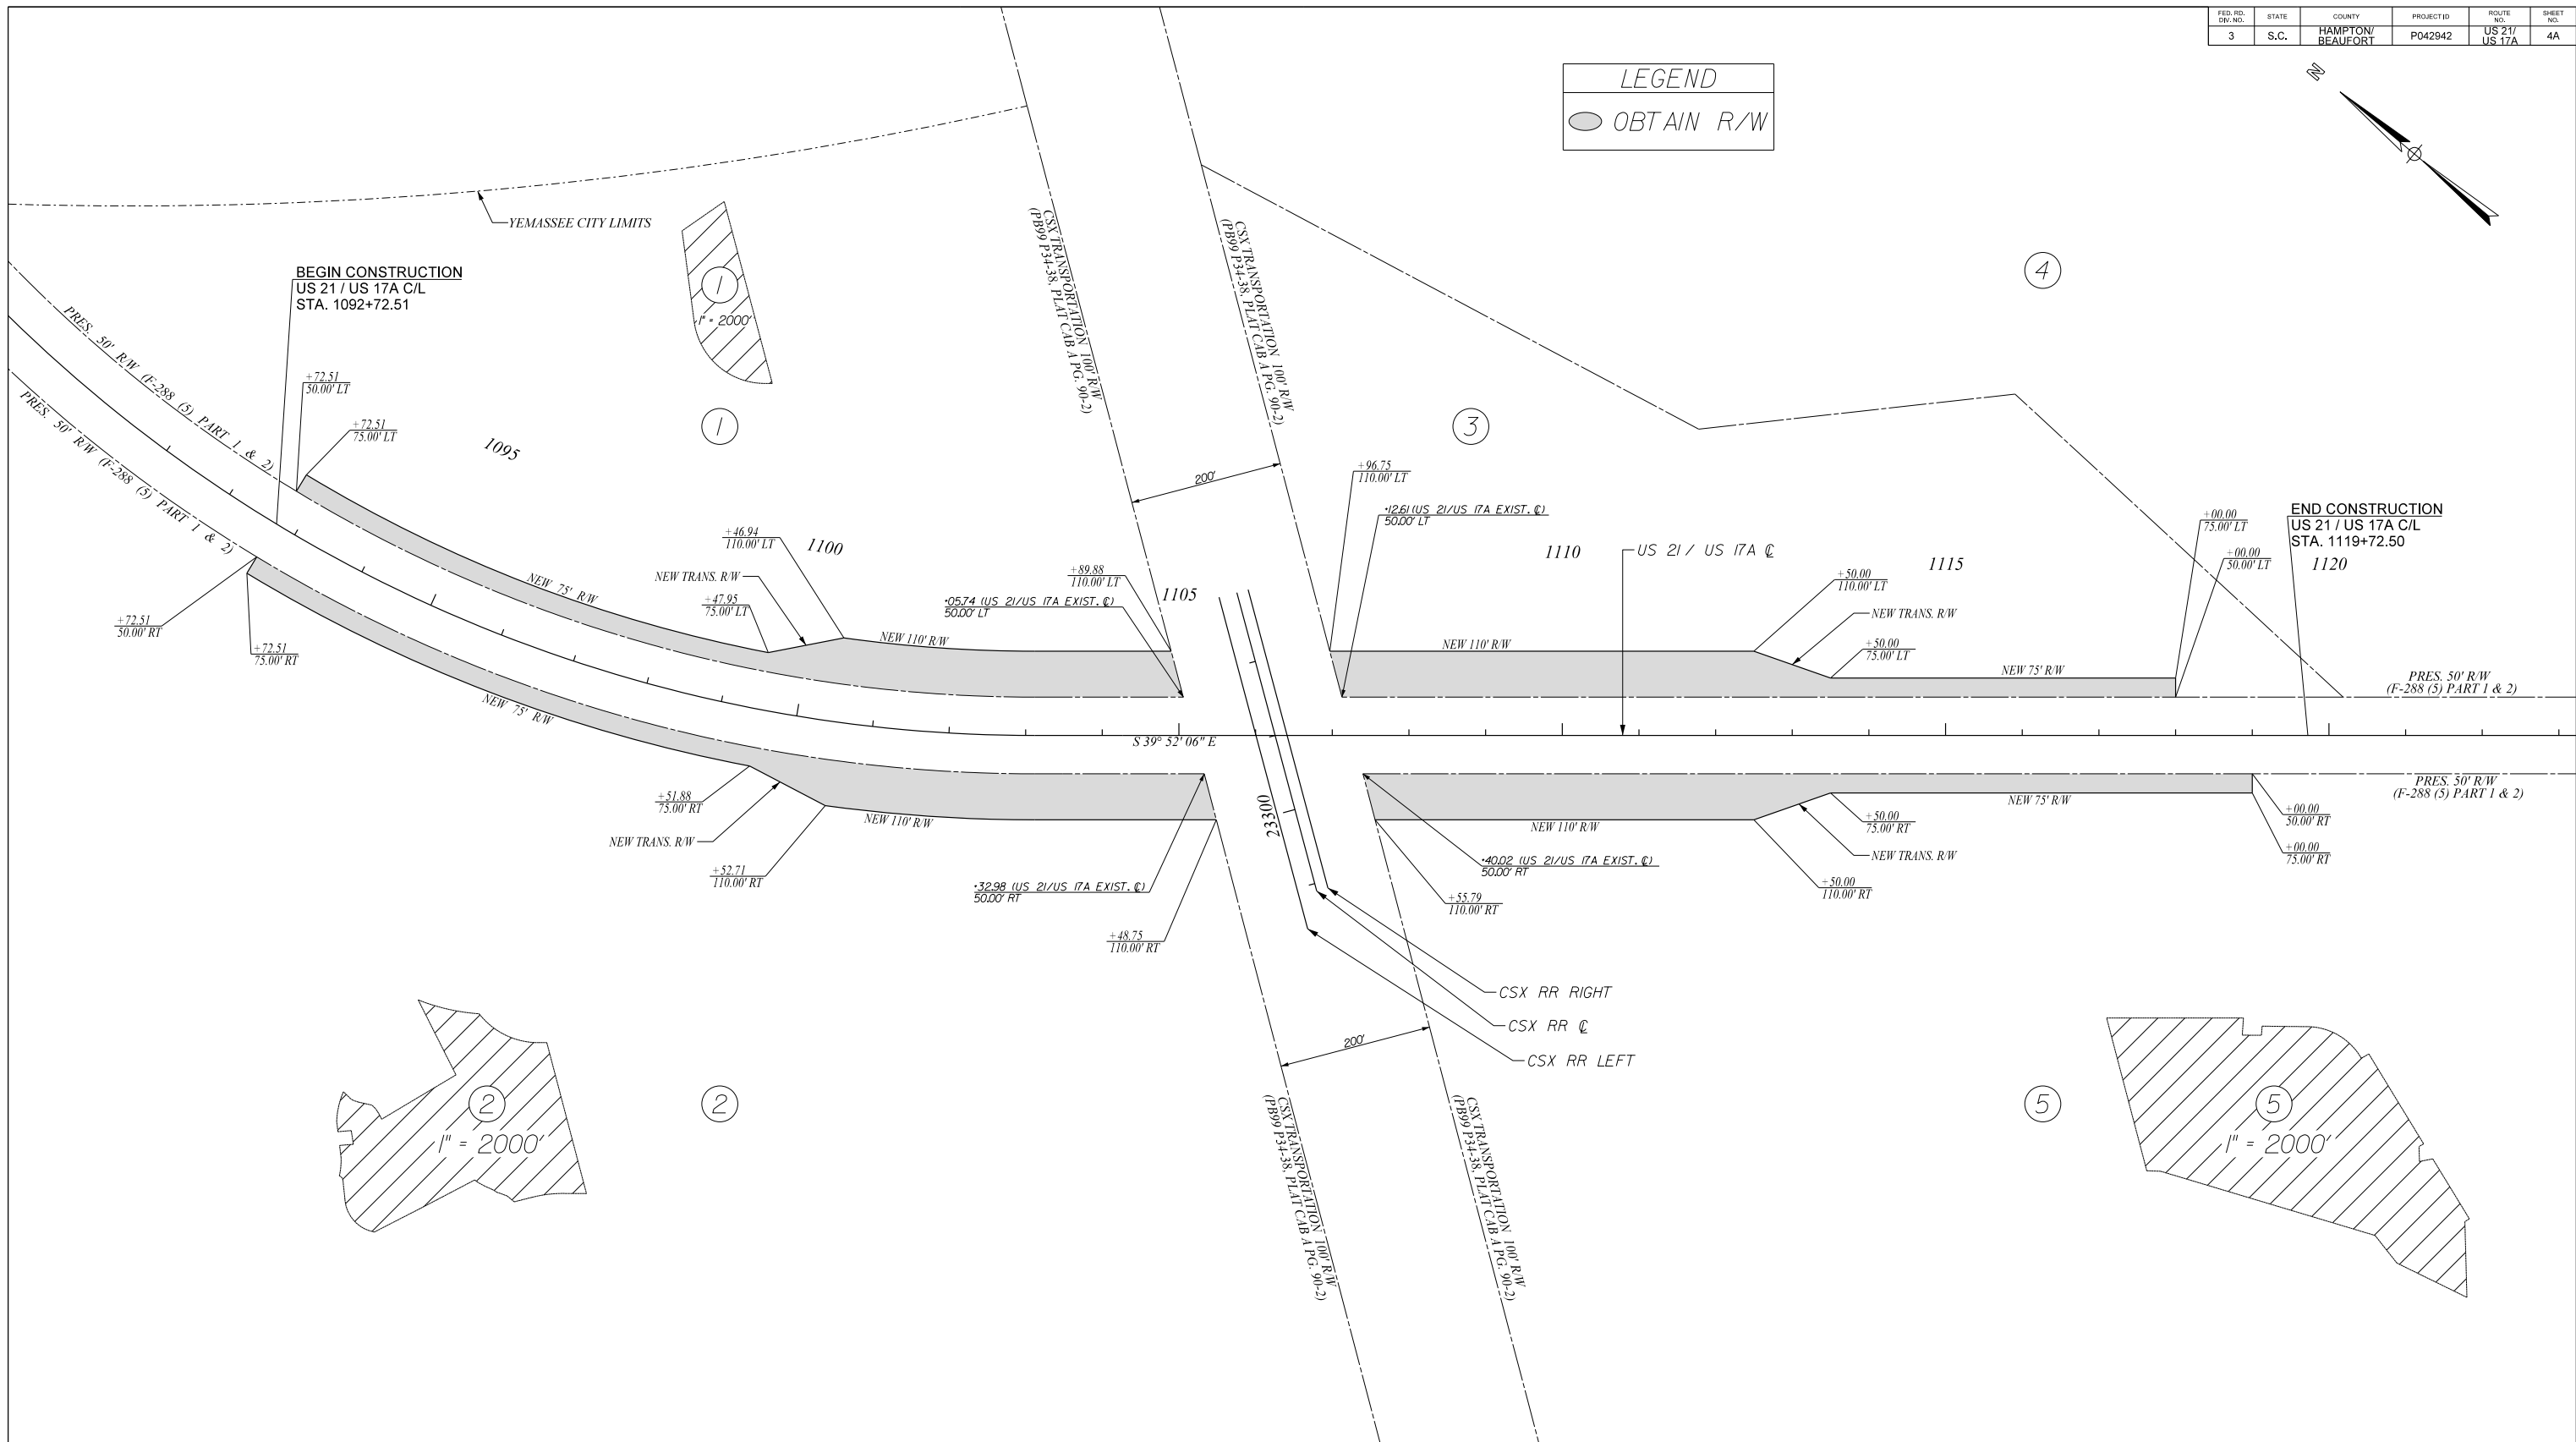 FED. RD. DIV. NO.
STATE
COUNTY
PROJECT ID
ROUTE NO.
SHEET NO.
3
S.C.
HAMPTON/ BEAUFORT
P042942
US 21/ US 17A
4A
LEGEND
OBTAIN R/W
N
YEMASSEE CITY LIMITS
BEGIN CONSTRUCTION
US 21 / US 17A C/L
STA. 1092+72.51
1
1" = 2000'
CSX TRANSPORTATION 100' R/W
(PB99 P34-38, PLAT CAB A PG. 90-2)
CSX TRANSPORTATION 100' R/W
(PB99 P34-38, PLAT CAB A PG. 90-2)
4
PRES. 50' R/W (F-288 (5) PART 1 & 2)
PRES. 50' R/W (F-288 (5) PART 1 & 2)
+72.51
50.00' LT
+72.51
75.00' LT
1095
1
3
200'
+96.75
110.00' LT
+12.61 (US 21/US 17A EXIST. ℄)
50.00' LT
END CONSTRUCTION
US 21 / US 17A C/L
STA. 1119+72.50
+46.94
110.00' LT
1100
1110
US 21 / US 17A ℄
1115
+00.00
75.00' LT
+00.00
50.00' LT
1120
NEW 75' R/W
NEW TRANS. R/W
+47.95
75.00' LT
+89.88
110.00' LT
+05.74 (US 21/US 17A EXIST. ℄)
50.00' LT
1105
+50.00
110.00' LT
NEW TRANS. R/W
+50.00
75.00' LT
+72.51
50.00' RT
+72.51
75.00' RT
NEW 110' R/W
NEW 110' R/W
NEW 75' R/W
PRES. 50' R/W
(F-288 (5) PART 1 & 2)
NEW 75' R/W
S 39° 52' 06" E
PRES. 50' R/W
(F-288 (5) PART 1 & 2)
+51.88
75.00' RT
NEW TRANS. R/W
NEW 110' R/W
23300
NEW 110' R/W
NEW 75' R/W
+50.00
75.00' RT
+00.00
50.00' RT
+00.00
75.00' RT
+52.71
110.00' RT
+32.98 (US 21/US 17A EXIST. ℄)
50.00' RT
+40.02 (US 21/US 17A EXIST. ℄)
50.00' RT
NEW TRANS. R/W
+55.79
110.00' RT
+50.00
110.00' RT
+48.75
110.00' RT
CSX RR RIGHT
CSX RR ℄
CSX RR LEFT
200'
2
1" = 2000'
2
5
5
1" = 2000'
CSX TRANSPORTATION 100' R/W
(PB99 P34-38, PLAT CAB A PG. 90-2)
CSX TRANSPORTATION 100' R/W
(PB99 P34-38, PLAT CAB A PG. 90-2)